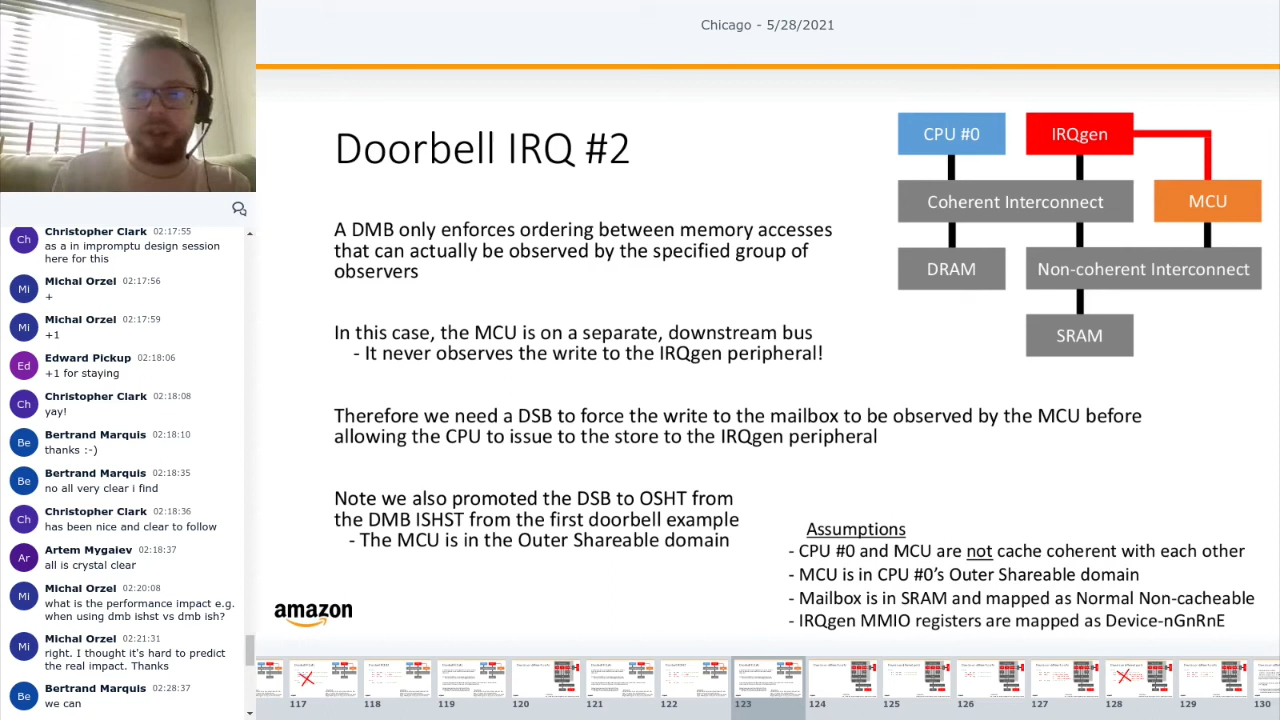 Chicago - 5/28/2021
Christopher Clark 02:17:55
Ch
as a in impromptu design session
here for this
Michal Orzel 02:17:56
Mi
+
Michal Orzel 02:17:59
Mi
+1
Edward Pickup 02:18:06
Ed
+1 for staying
Christopher Clark 02:18:08
Ch
yay!
Bertrand Marquis 02:18:10
Be
thanks :-)
Bertrand Marquis 02:18:35
Be
no all very clear i find
Christopher Clark 02:18:36
Ch
has been nice and clear to follow
Artem Mygaiev 02:18:37
Ar
all is crystal clear
Michal Orzel 02:20:08
Mi
what is the performance impact e.g.
when using dmb ishst vs dmb ish?
Michal Orzel 02:21:31
Mi
right. I thought it's hard to predict
the real impact. Thanks
Bertrand Marquis 02:28:37
Be
we can
Doorbell IRQ #2
A DMB only enforces ordering between memory accesses
that can actually be observed by the specified group of
observers
In this case, the MCU is on a separate, downstream bus
- It never observes the write to the IRQgen peripheral!
Therefore we need a DSB to force the write to the mailbox to be observed by the MCU before
allowing the CPU to issue to the store to the IRQgen peripheral
Note we also promoted the DSB to OSHT from
the DMB ISHST from the first doorbell example
- The MCU is in the Outer Shareable domain
CPU #0
IRQgen
Coherent Interconnect
MCU
DRAM
Non-coherent Interconnect
SRAM
Assumptions
- CPU #0 and MCU are not cache coherent with each other
- MCU is in CPU #0's Outer Shareable domain
- Mailbox is in SRAM and mapped as Normal Non-cacheable
- IRQgen MMIO registers are mapped as Device-nGnRnE
amazon
117 118 119 120 121 122 123 124 125 126 127 128 129 130